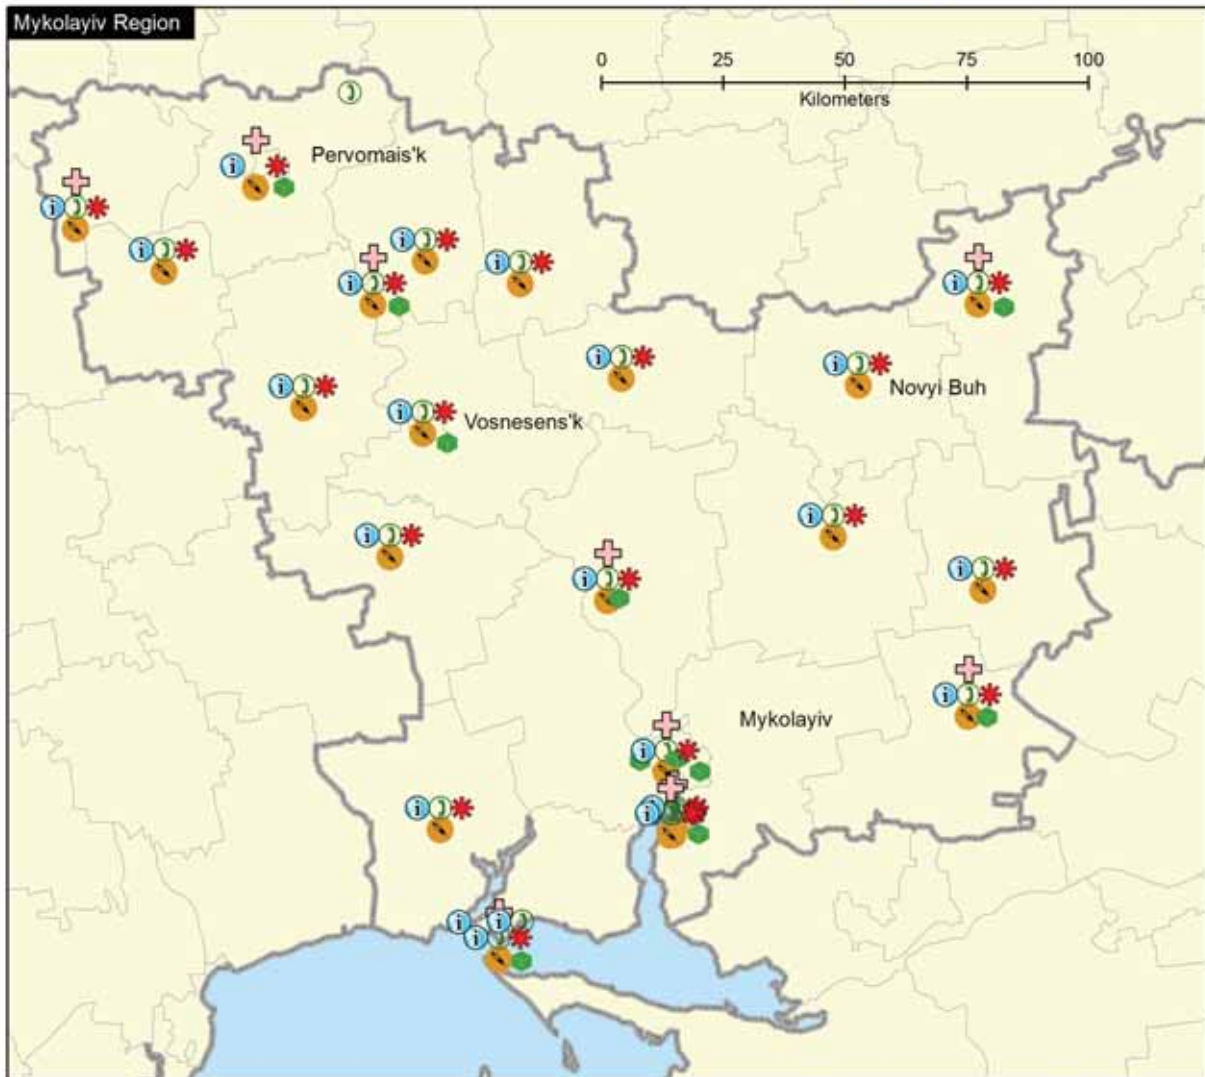 Mykolayiv Region
0 25 50 75 100
Kilometers
Pervomais'k
Novyi Buh
Vosnesens'k
Mykolayiv